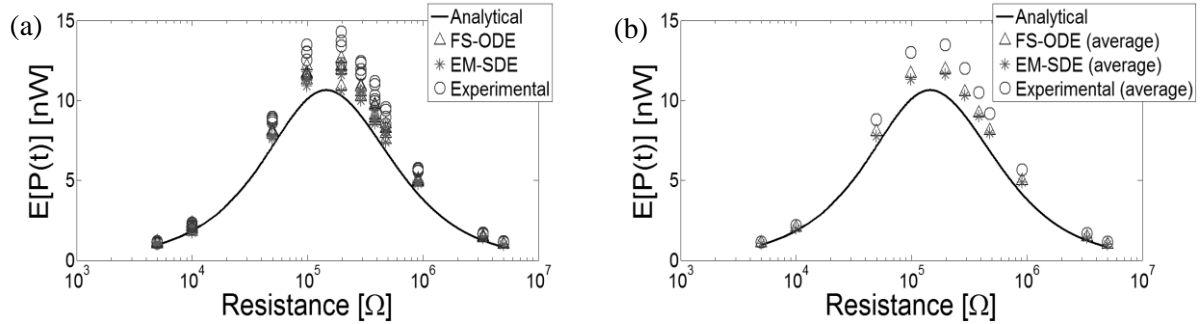 (a)
E[P(t)] [nW]
15
10
5
0
10^3 10^4 10^5 10^6 10^7
Resistance [Ω]
Analytical
FS-ODE
EM-SDE
Experimental
(b)
E[P(t)] [nW]
15
10
5
0
10^3 10^4 10^5 10^6 10^7
Resistance [Ω]
Analytical
FS-ODE (average)
EM-SDE (average)
Experimental (average)